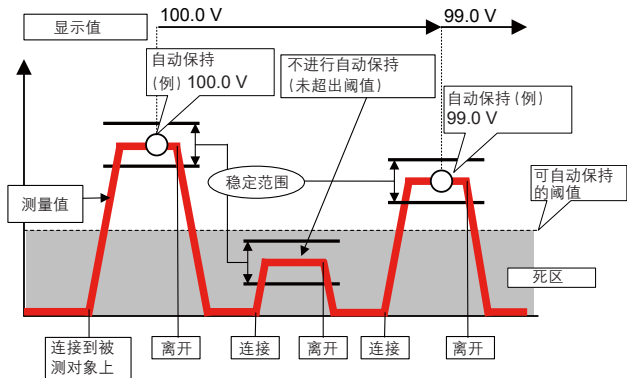 显示值
100.0 V
99.0 V
自动保持
(例) 100.0 V
不进行自动保持
(未超出阈值)
自动保持(例)
99.0 V
测量值
稳定范围
可自动保持
的阈值
死区
连接到被
测对象上
离开
连接
离开
连接
离开